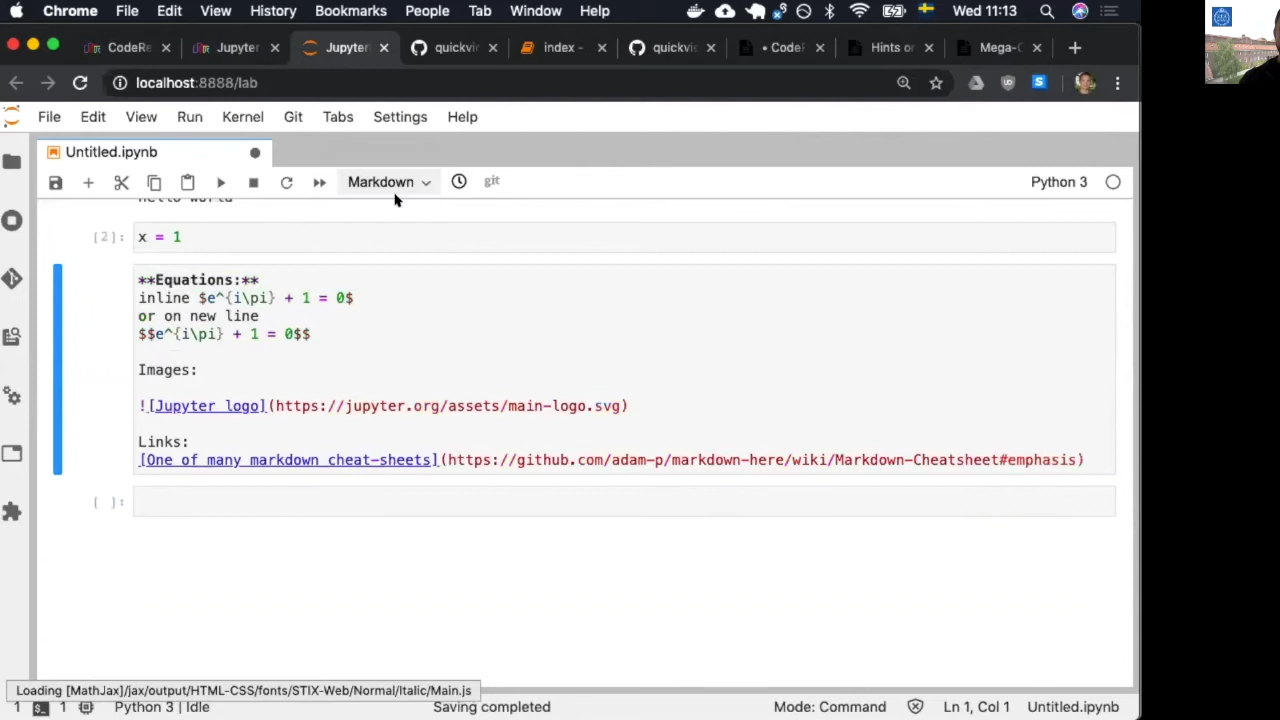 Chrome File Edit View History Bookmarks People Tab Window Help Wed 11:13
CodeRe Jupyter Jupyter quickvi index - quickvi • CodeF Hints or Mega-C
localhost:8888/lab
File Edit View Run Kernel Git Tabs Settings Help
Untitled.ipynb
Markdown git Python 3
hello world
[2]: x = 1
**Equations:**
inline $e^{i\pi} + 1 = 0$
or on new line
$$e^{i\pi} + 1 = 0$$
Images:
![Jupyter logo](https://jupyter.org/assets/main-logo.svg)
Links:
[One of many markdown cheat-sheets](https://github.com/adam-p/markdown-here/wiki/Markdown-Cheatsheet#emphasis)
[ ]:
Loading [MathJax]/jax/output/HTML-CSS/fonts/STIX-Web/Normal/Italic/Main.js
1 1 Python 3 | Idle Saving completed Mode: Command Ln 1, Col 1 Untitled.ipynb